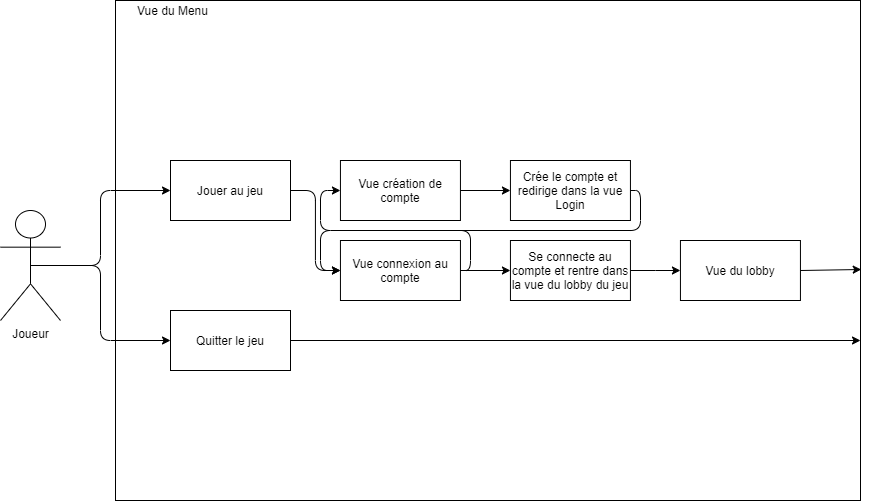 Vue du Menu
Jouer au jeu
Vue création de
compte
Crée le compte et
redirige dans la vue
Login
Vue connexion au
compte
Se connecte au
compte et rentre dans
la vue du lobby du jeu
Vue du lobby
Joueur
Quitter le jeu